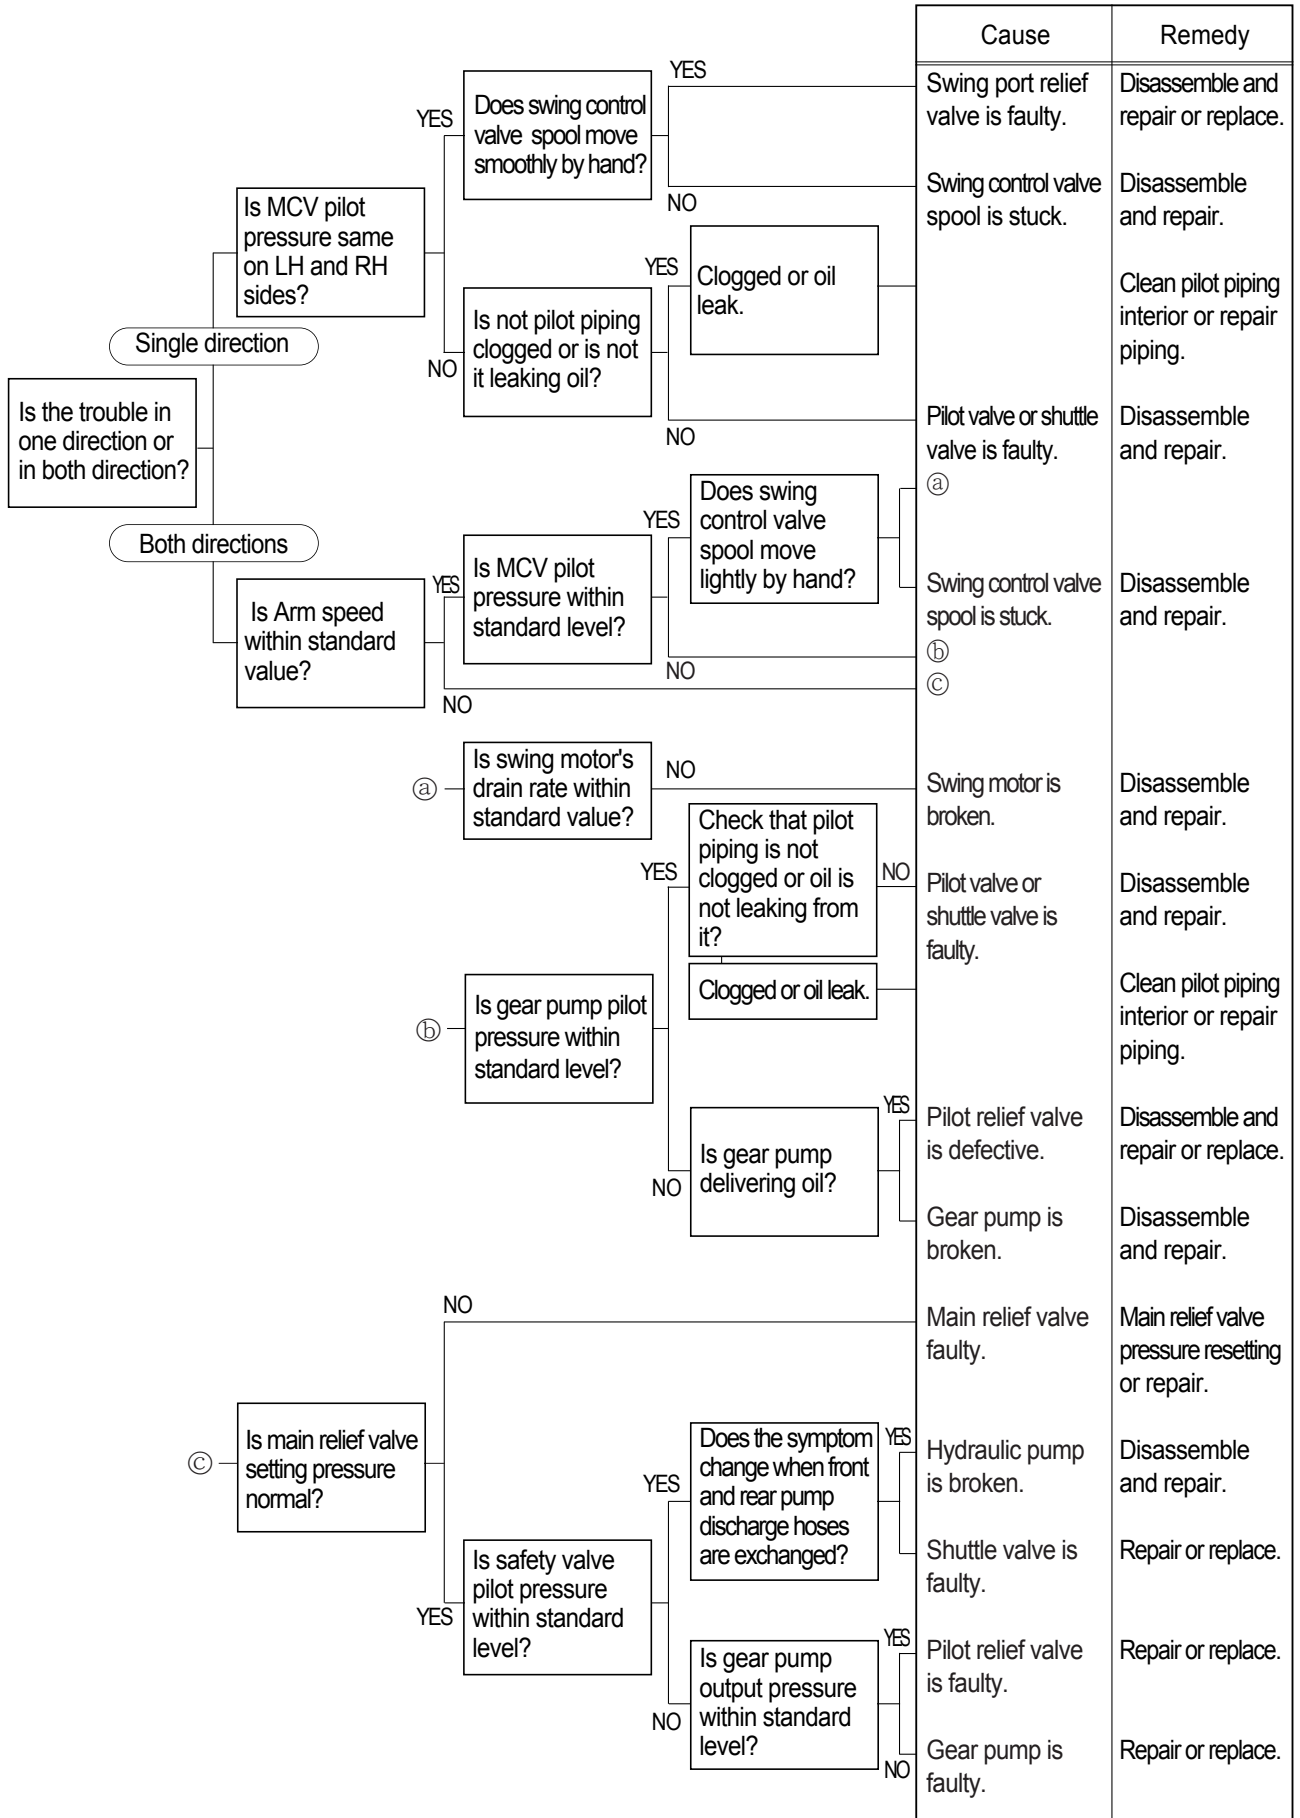 Cause
Remedy
YES
Does swing control
valve spool move
smoothly by hand?
YES
Swing port relief
valve is faulty.
Disassemble and
repair or replace.
NO
Swing control valve
spool is stuck.
Disassemble
and repair.
Is MCV pilot
pressure same
on LH and RH
sides?
NO
Is not pilot piping
clogged or is not
it leaking oil?
YES
Clogged or oil
leak.
Clean pilot piping
interior or repair
piping.
NO
Pilot valve or shuttle
valve is faulty.
Disassemble
and repair.
Single direction
Is the trouble in
one direction or
in both direction?
Both directions
Is Arm speed
within standard
value?
YES
Is MCV pilot
pressure within
standard level?
YES
Does swing
control valve
spool move
lightly by hand?
ⓐ
Swing control valve
spool is stuck.
Disassemble
and repair.
NO
ⓑ
NO
ⓒ
ⓐ
Is swing motor's
drain rate within
standard value?
NO
Swing motor is
broken.
Disassemble
and repair.
ⓑ
Is gear pump pilot
pressure within
standard level?
YES
Check that pilot
piping is not
clogged or oil is
not leaking from
it?
NO
Pilot valve or
shuttle valve is
faulty.
Disassemble
and repair.
Clogged or oil leak.
Clean pilot piping
interior or repair
piping.
NO
Is gear pump
delivering oil?
YES
Pilot relief valve
is defective.
Disassemble and
repair or replace.
Gear pump is
broken.
Disassemble
and repair.
ⓒ
Is main relief valve
setting pressure
normal?
NO
Main relief valve
faulty.
Main relief valve
pressure resetting
or repair.
YES
Is safety valve
pilot pressure
within standard
level?
YES
Does the symptom
change when front
and rear pump
discharge hoses
are exchanged?
YES
Hydraulic pump
is broken.
Disassemble
and repair.
Shuttle valve is
faulty.
Repair or replace.
NO
Is gear pump
output pressure
within standard
level?
YES
Pilot relief valve
is faulty.
Repair or replace.
NO
Gear pump is
faulty.
Repair or replace.